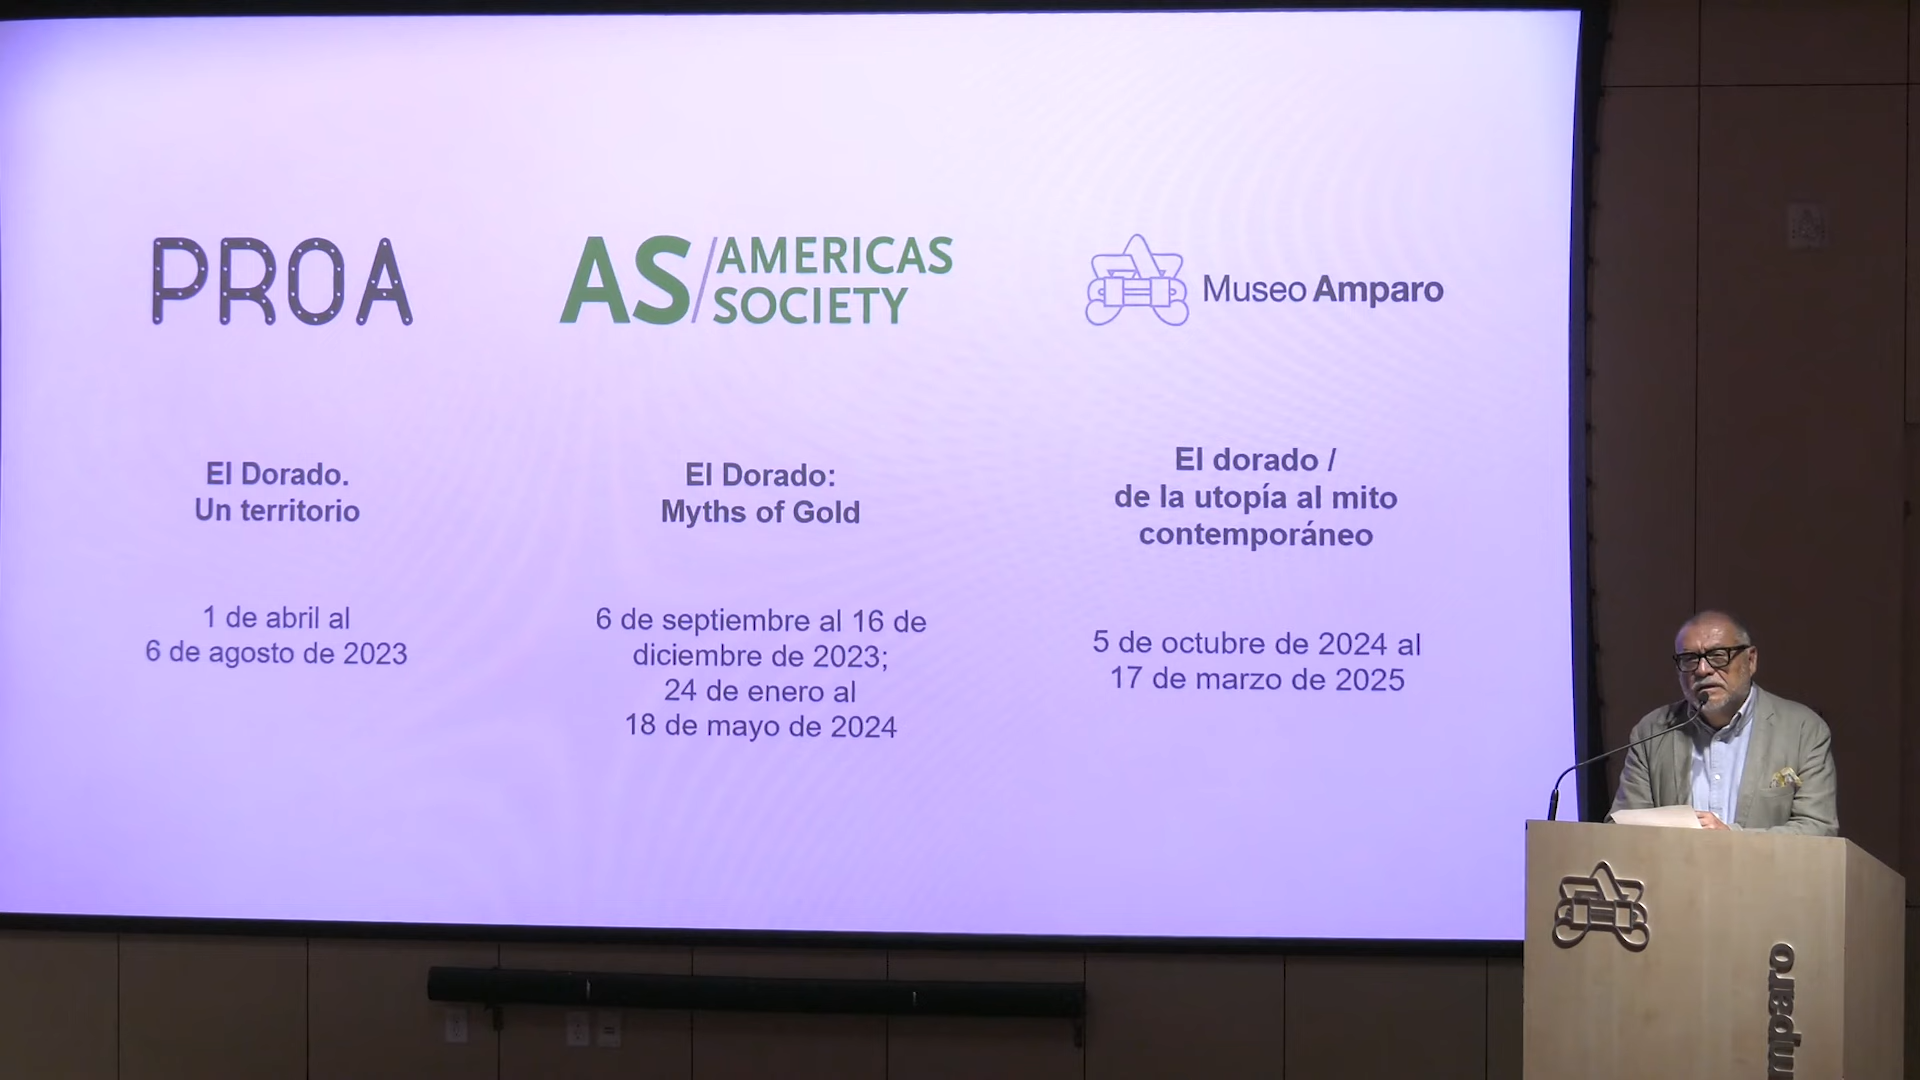 PROA
El Dorado.
Un territorio
1 de abril al
6 de agosto de 2023
AS/AMERICAS
SOCIETY
El Dorado:
Myths of Gold
6 de septiembre al 16 de
diciembre de 2023;
24 de enero al
18 de mayo de 2024
Museo Amparo
El dorado /
de la utopía al mito
contemporáneo
5 de octubre de 2024 al
17 de marzo de 2025
mparo